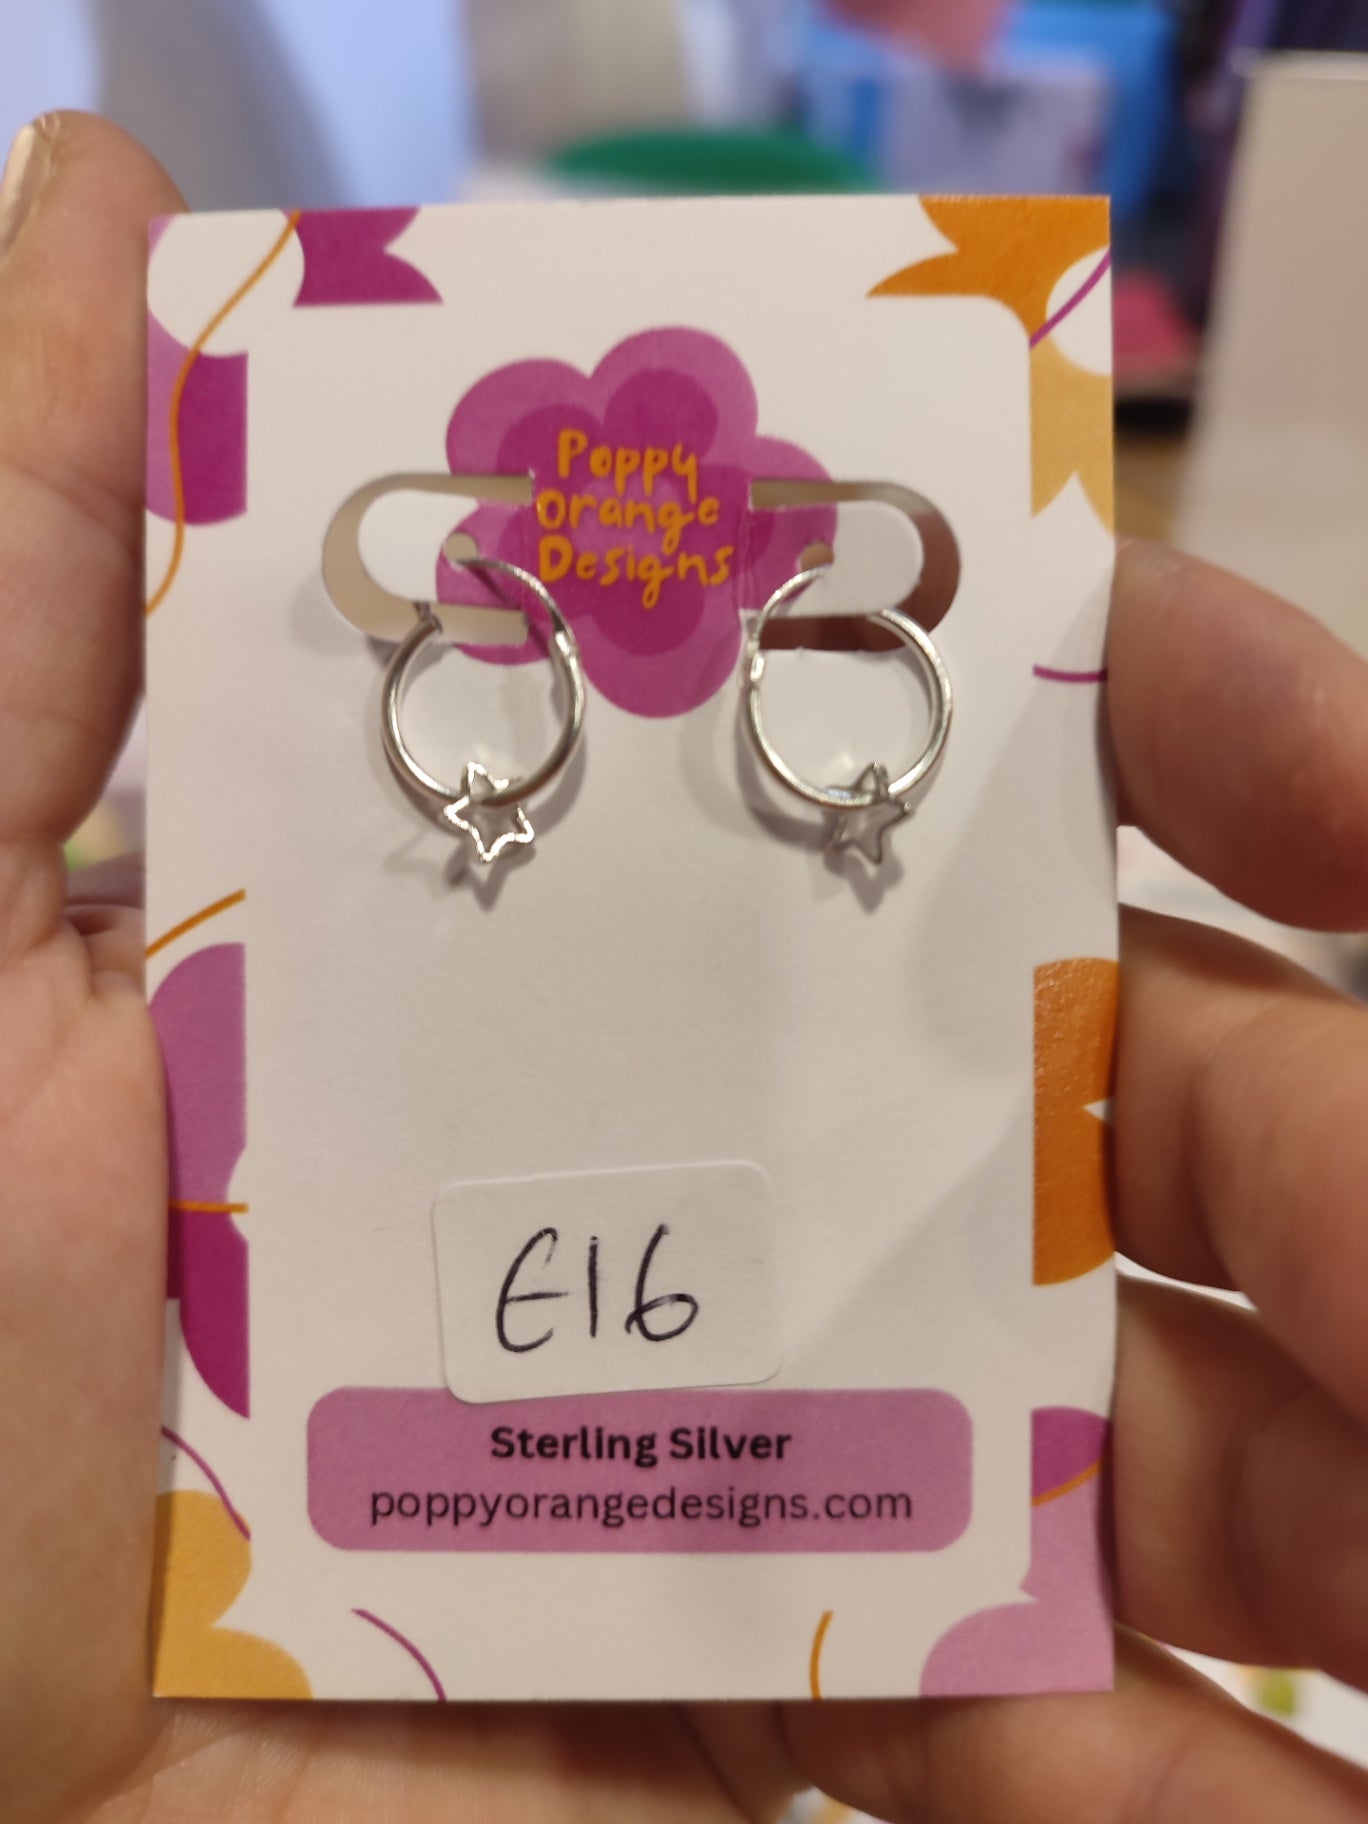 Poppy
Orange
Designs
€16
Sterling Silver
poppyorangedesigns.com